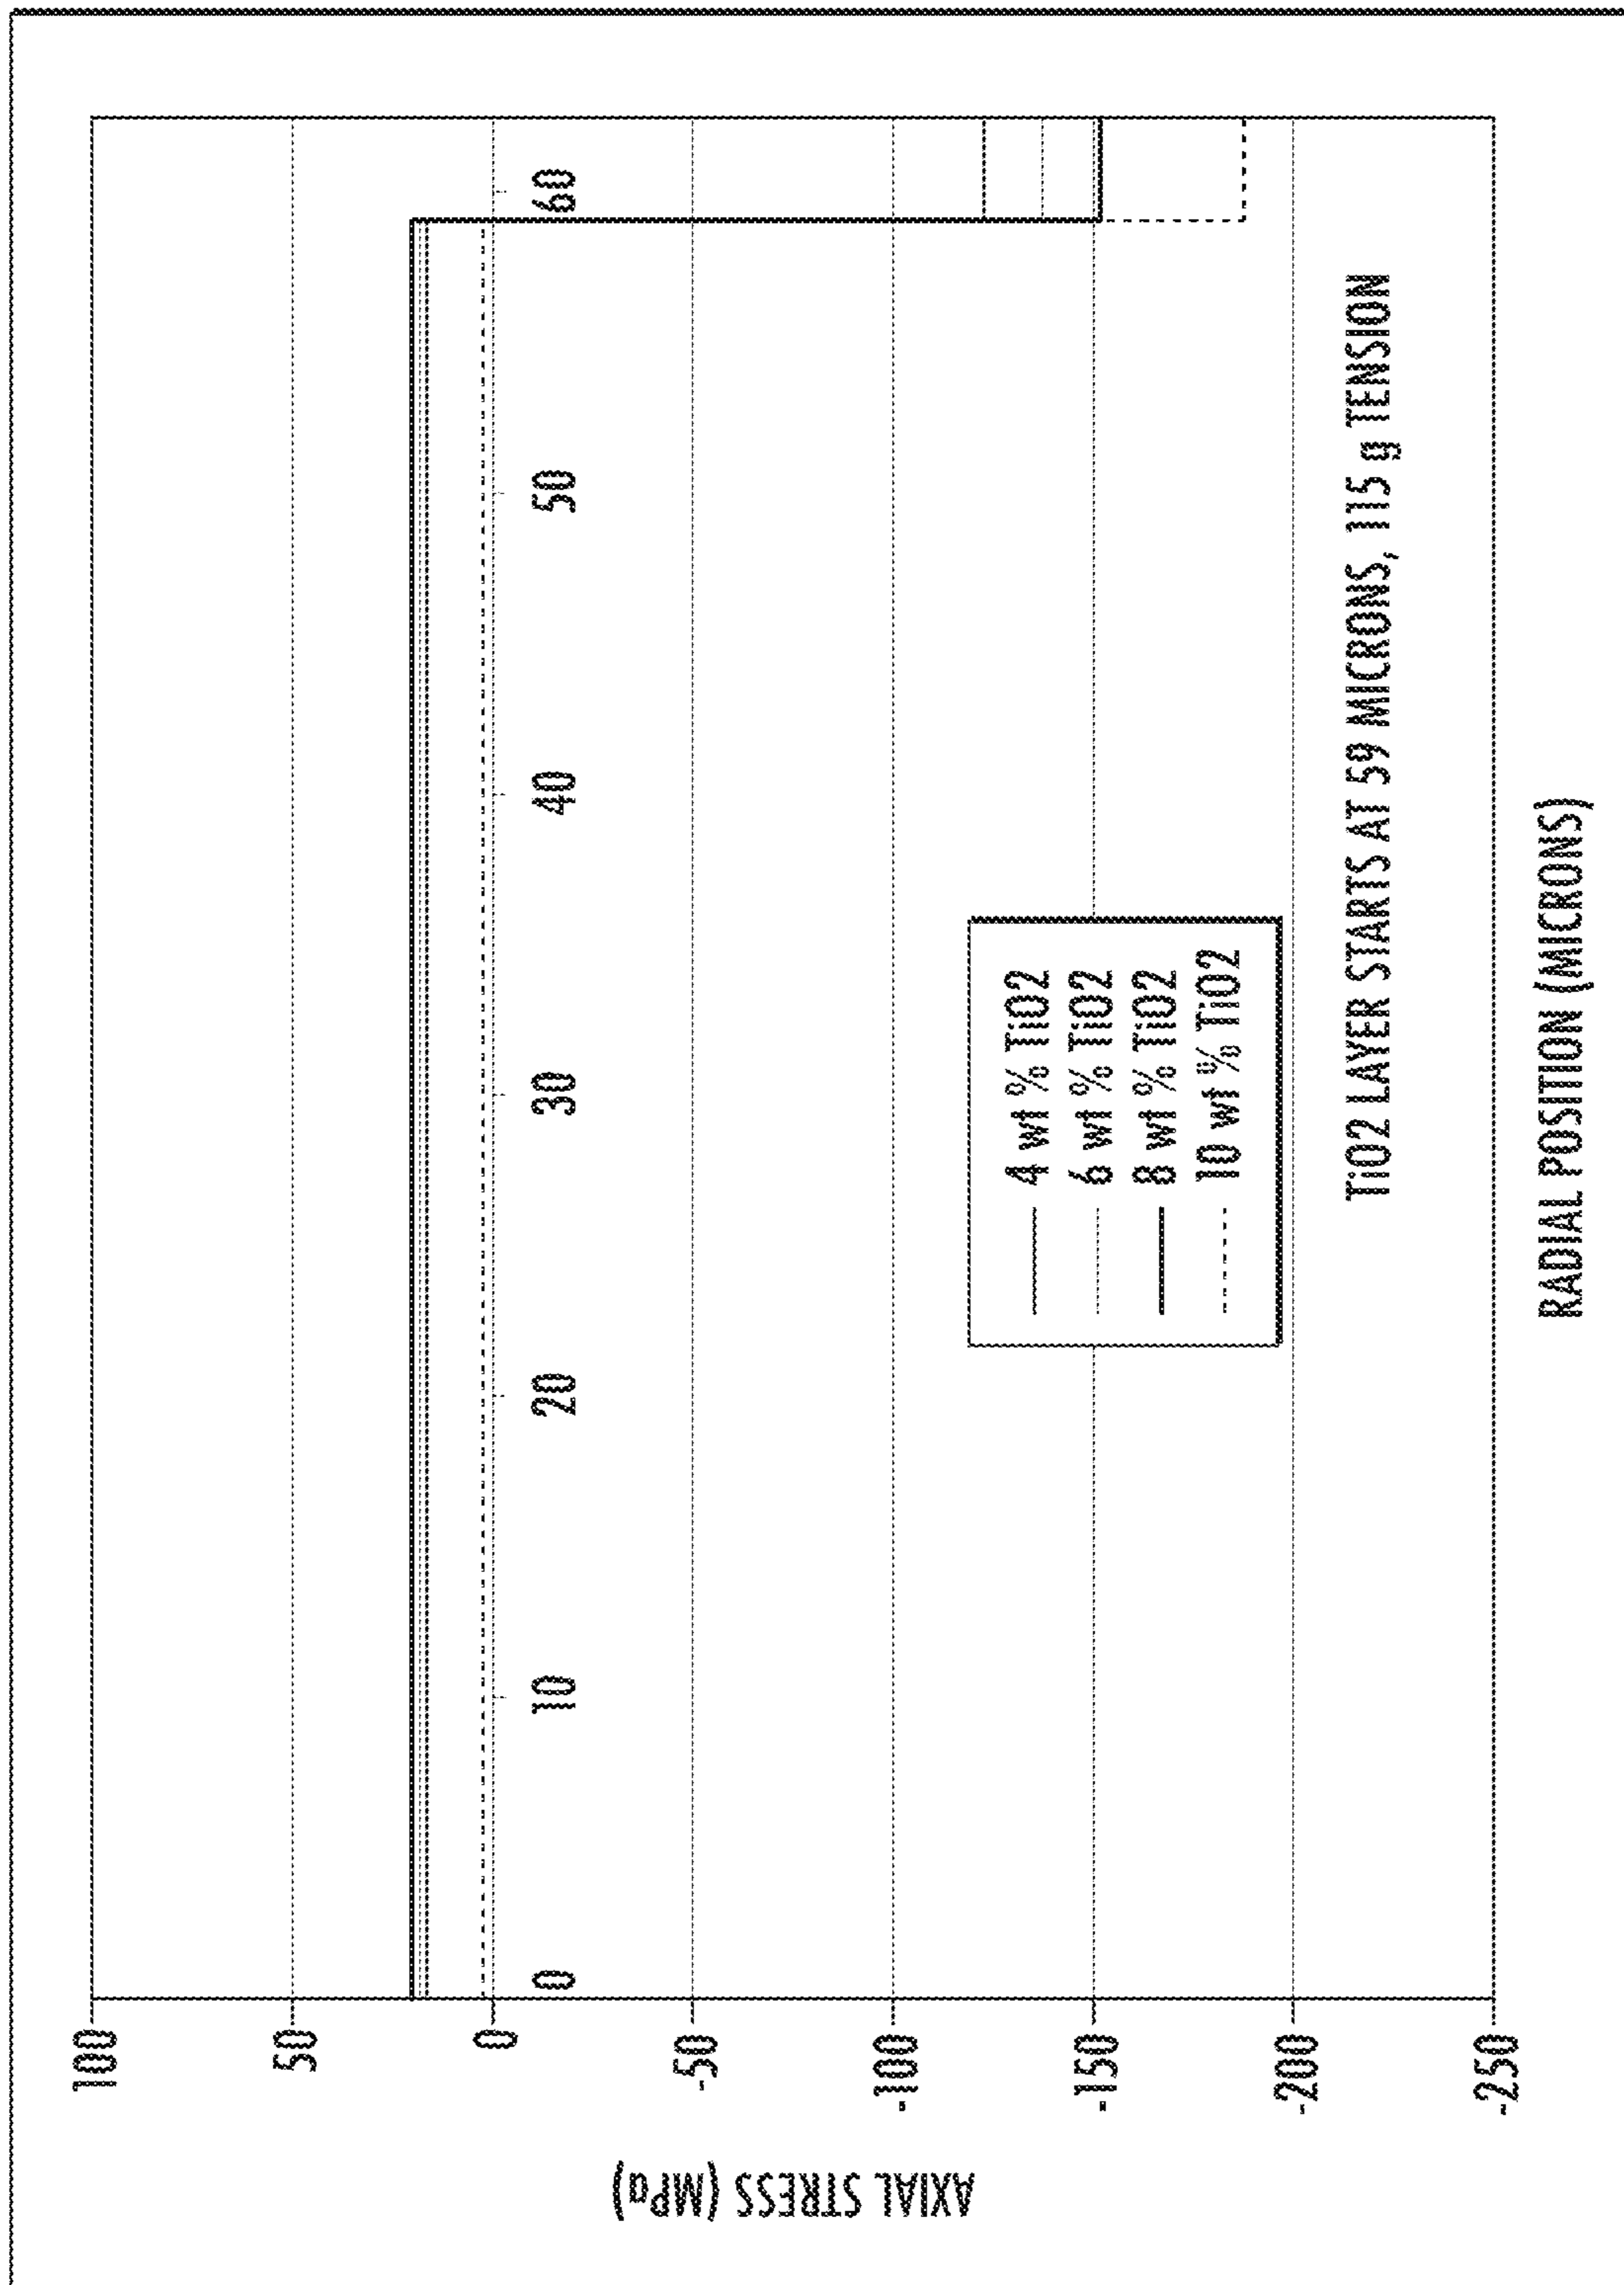 AXIAL STRESS (MPa)
100
50
0
-50
-100
-150
-200
-250
0
10
20
30
40
50
60
4 wt % TiO2
6 wt % TiO2
8 wt % TiO2
10 wt % TiO2
TiO2 LAYER STARTS AT 59 MICRONS, 115 g TENSION
RADIAL POSITION (MICRONS)